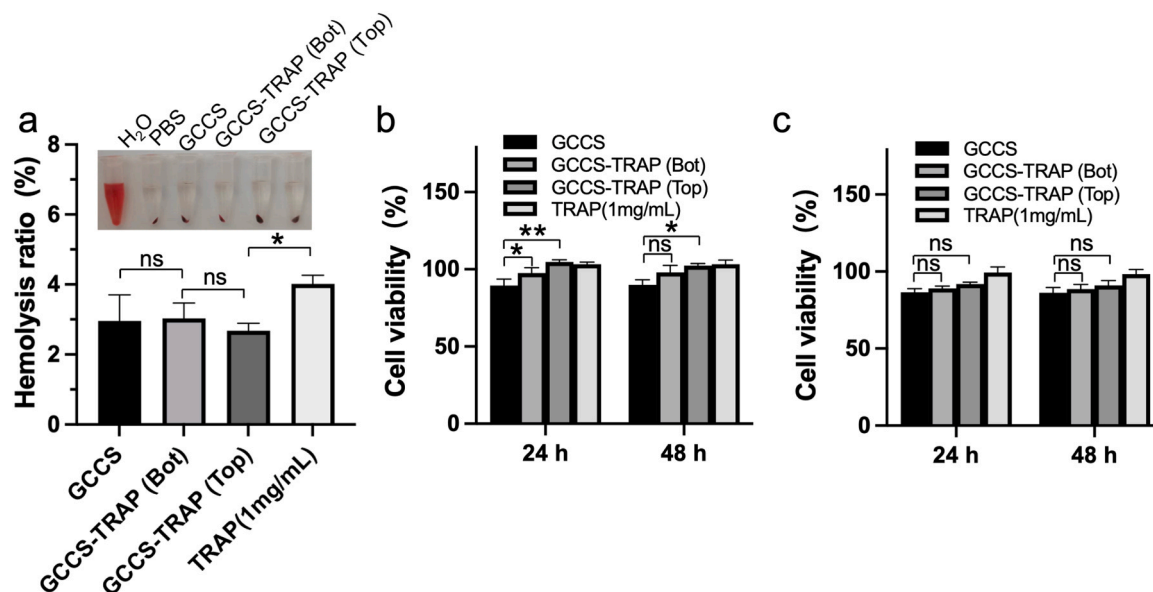 a
H₂O
PBS
GCCS
GCCS-TRAP (Bot)
GCCS-TRAP (Top)
Hemolysis ratio (%)
8
6
4
2
0
ns
ns
*
GCCS
GCCS-TRAP (Bot)
GCCS-TRAP (Top)
TRAP(1mg/mL)
b
GCCS
GCCS-TRAP (Bot)
GCCS-TRAP (Top)
TRAP(1mg/mL)
Cell viability (%)
150
100
50
0
**
*
*
ns
24 h
48 h
c
GCCS
GCCS-TRAP (Bot)
GCCS-TRAP (Top)
TRAP(1mg/mL)
Cell viability (%)
150
100
50
0
ns
ns
ns
ns
24 h
48 h